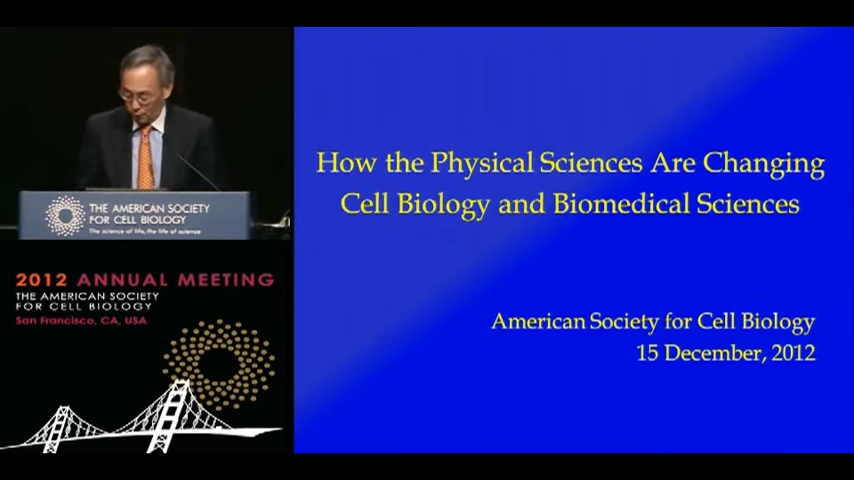 THE AMERICAN SOCIETY
FOR CELL BIOLOGY
The science of life, the life of science
2012 ANNUAL MEETING
THE AMERICAN SOCIETY
FOR CELL BIOLOGY
San Francisco, CA, USA
How the Physical Sciences Are Changing
Cell Biology and Biomedical Sciences
American Society for Cell Biology
15 December, 2012